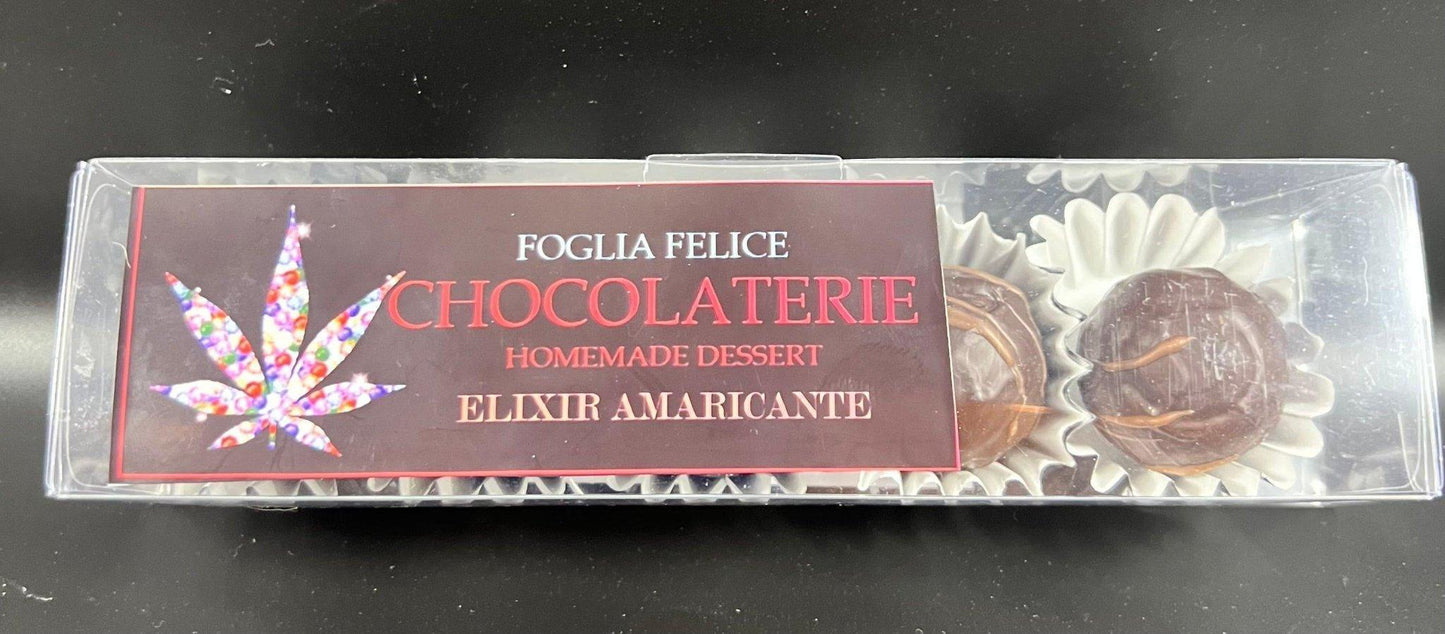 FOGLIA FELICE
CHOCOLATERIE
HOMEMADE DESSERT
ELIXIR AMARICANTE